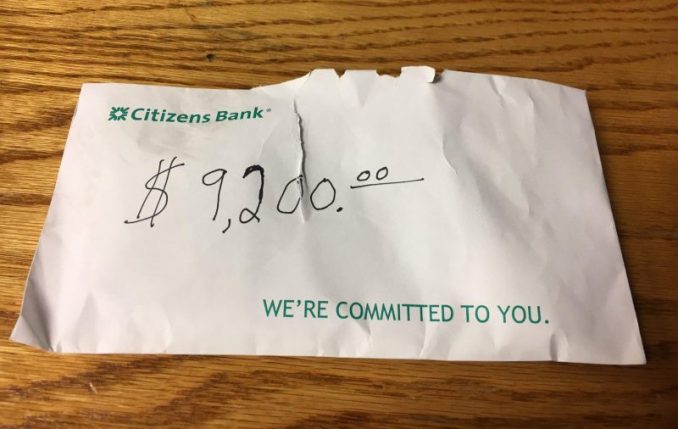 Citizens Bank®
$ 9,200.00
WE'RE COMMITTED TO YOU.